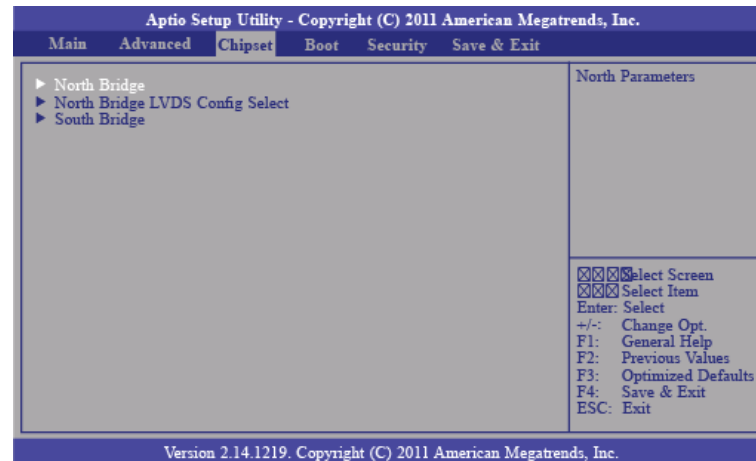 Aptio Setup Utility - Copyright (C) 2011 American Megatrends, Inc.
Main Advanced Chipset Boot Security Save & Exit
North Bridge
North Bridge LVDS Config Select
South Bridge
North Parameters
Select Screen
Select Item
Enter: Select
+/-: Change Opt.
F1: General Help
F2: Previous Values
F3: Optimized Defaults
F4: Save & Exit
ESC: Exit
Version 2.14.1219. Copyright (C) 2011 American Megatrends, Inc.